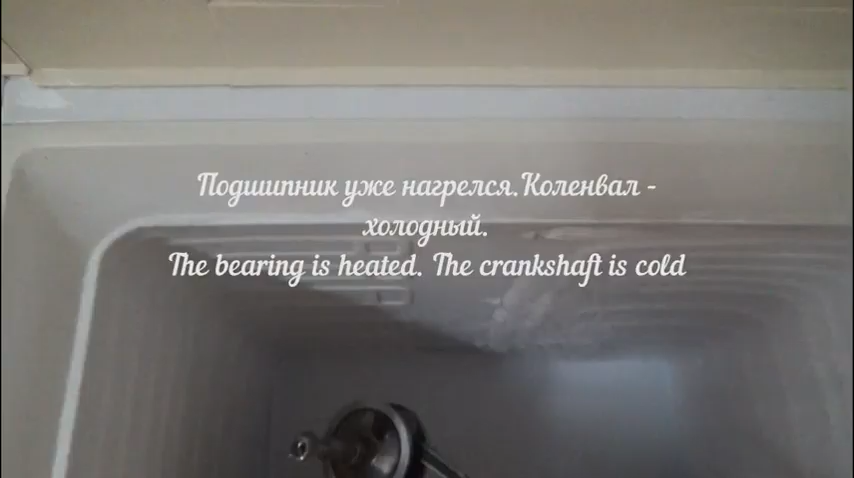 Подшипник уже нагрелся. Коленвал -
холодный.
The bearing is heated. The crankshaft is cold